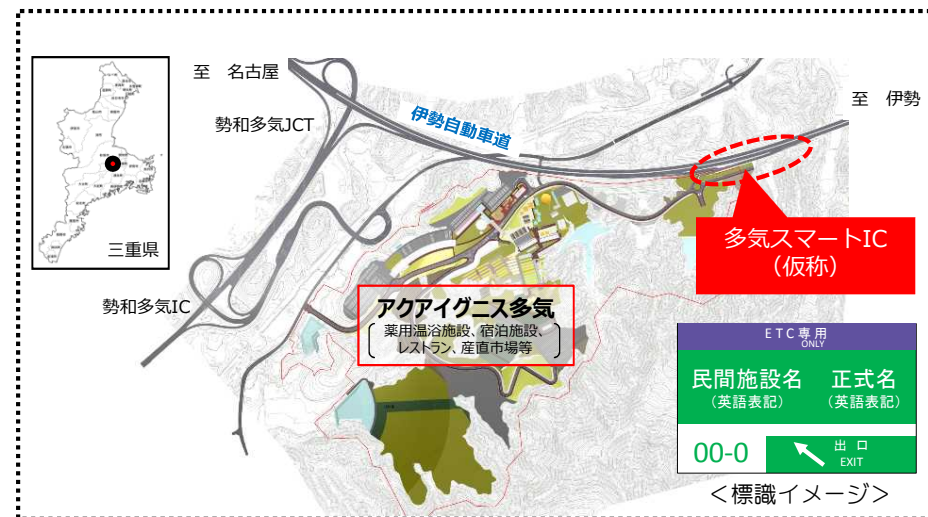 至 名古屋
至 伊勢
勢和多気JCT
伊勢自動車道
三重県
多気スマートIC
（仮称）
勢和多気IC
アクアイグニス多気
薬用温浴施設、宿泊施設、
レストラン、産直市場等
ETC専用
ONLY
民間施設名 正式名
（英語表記） （英語表記）
00-0
出 口
EXIT
＜標識イメージ＞